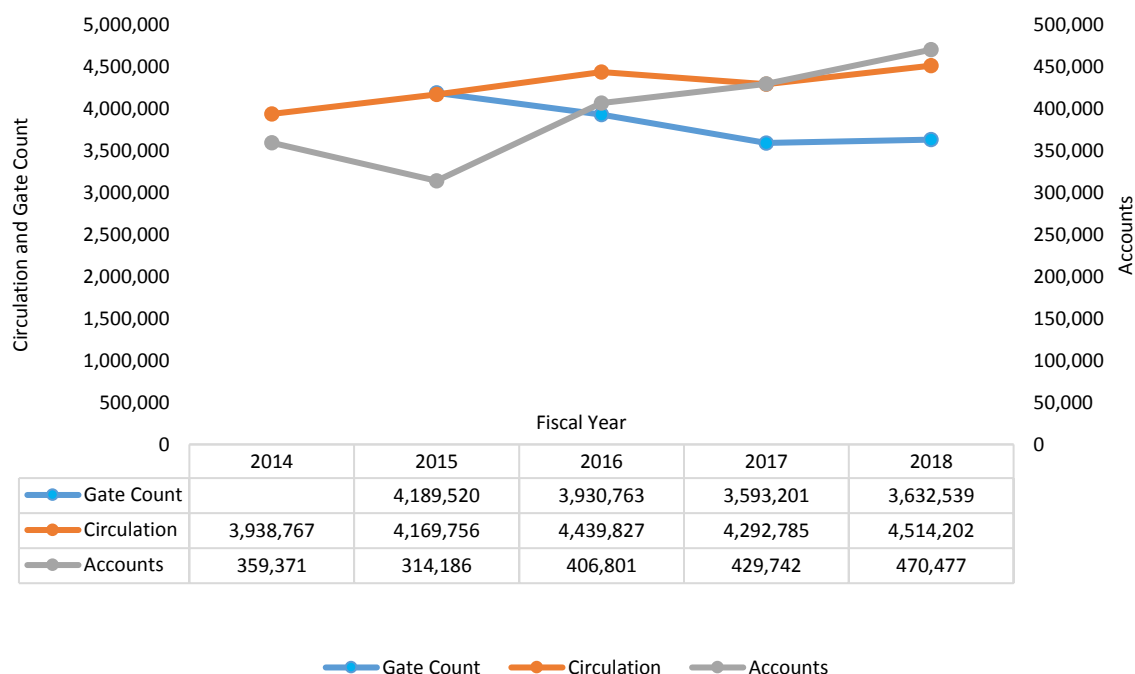 5,000,000
4,500,000
4,000,000
3,500,000
3,000,000
2,500,000
2,000,000
1,500,000
1,000,000
500,000
0
Circulation and Gate Count
500,000
450,000
400,000
350,000
300,000
250,000
200,000
150,000
100,000
50,000
0
Accounts
Fiscal Year
2014 2015 2016 2017 2018
Gate Count 4,189,520 3,930,763 3,593,201 3,632,539
Circulation 3,938,767 4,169,756 4,439,827 4,292,785 4,514,202
Accounts 359,371 314,186 406,801 429,742 470,477
Gate Count Circulation Accounts